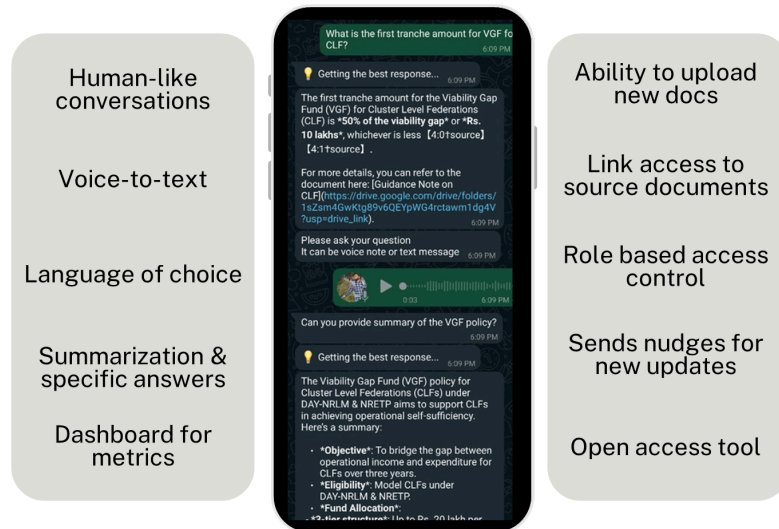 Human-like
conversations
Voice-to-text
Language of choice
Summarization &
specific answers
Dashboard for
metrics
What is the first tranche amount for VGF fo
CLF?
6:09 PM
💡 Getting the best response... 6:09 PM
The first tranche amount for the Viability Gap
Fund (VGF) for Cluster Level Federations
(CLF) is *50% of the viability gap* or *Rs.
10 lakhs*, whichever is less【4:0†source】
【4:1†source】.
For more details, you can refer to the
document here: [Guidance Note on
CLF](https://drive.google.com/drive/folders/
1sZsm4GwKtg89v6QEYpWG4rctawm1dg4V
?usp=drive_link).
6:09 PM
Please ask your question
It can be voice note or text message 6:09 PM
0:03 6:09 PM
Can you provide summary of the VGF policy?
6:09 PM
💡 Getting the best response... 6:09 PM
The Viability Gap Fund (VGF) policy for
Cluster Level Federations (CLFs) under
DAY-NRLM & NRETP aims to support CLFs
in achieving operational self-sufficiency.
Here's a summary:
• *Objective*: To bridge the gap between
operational income and expenditure for
CLFs over three years.
• *Eligibility*: Model CLFs under
DAY-NRLM & NRETP.
• *Fund Allocation*:
• *3-tier structure*: Up to Rs. 20 lakh per
Ability to upload
new docs
Link access to
source documents
Role based access
control
Sends nudges for
new updates
Open access tool